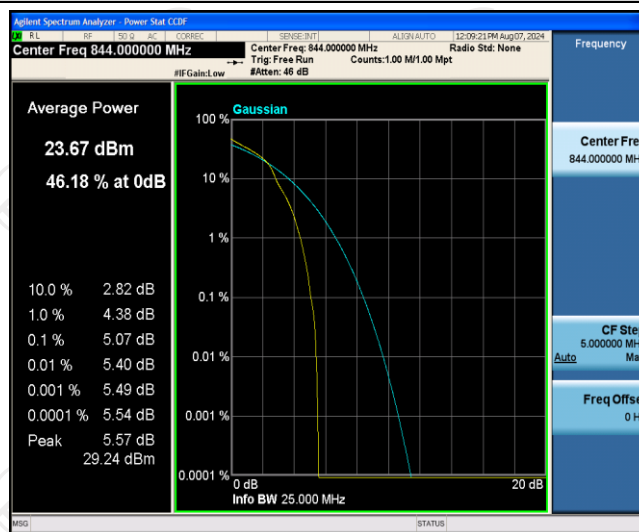 Agilent Spectrum Analyzer - Power Stat CCDF
RL RF 50 Ω AC CORREC SENSE:INT ALIGNAUTO 12:09:21PM Aug07, 2024
Center Freq 844.000000 MHz
Center Freq: 844.000000 MHz Radio Std: None
Trig: Free Run Counts:1.00 M/1.00 Mpt
#IFGain:Low #Atten: 46 dB
Frequency
Average Power
23.67 dBm
46.18 % at 0dB
10.0 % 2.82 dB
1.0 % 4.38 dB
0.1 % 5.07 dB
0.01 % 5.40 dB
0.001 % 5.49 dB
0.0001 % 5.54 dB
Peak 5.57 dB
29.24 dBm
Gaussian
100 %
10 %
1 %
0.1 %
0.01 %
0.001 %
0.0001 %
0 dB 20 dB
Info BW 25.000 MHz
Center Fre
844.000000 MH
CF Ste
5.000000 MH
Auto Ma
Freq Offse
0 H
MSG STATUS